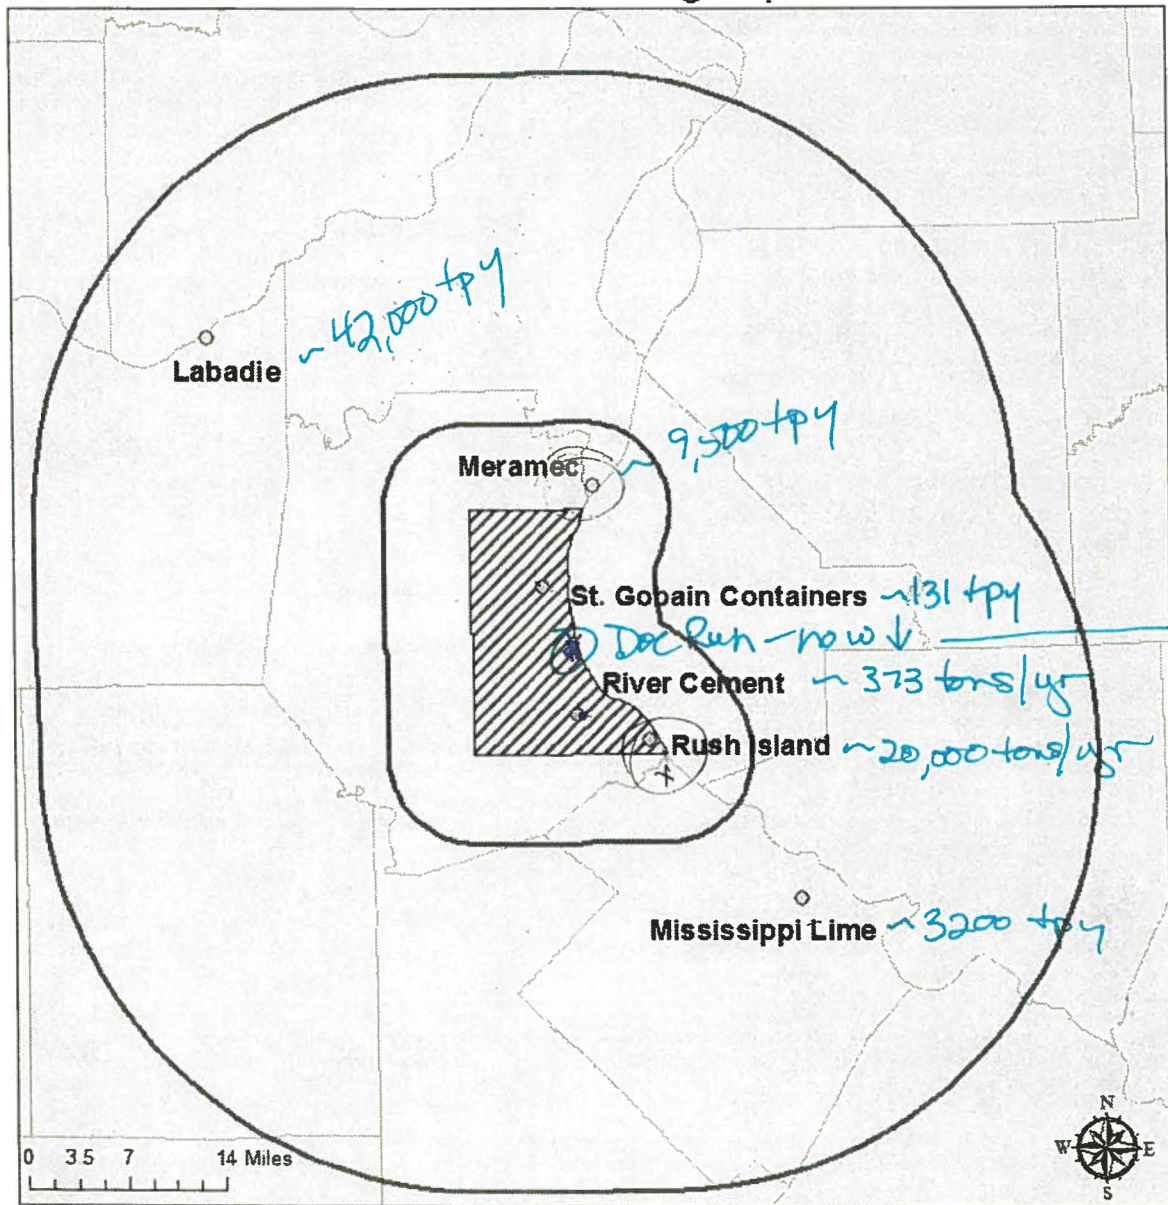 ~ 42,000 tpy
Labadie
~ 9,500 tpy
Meramec
St. Gobain Containers ~131 tpy
Doe Run - now ↓
River Cement ~ 373 tons/yr
Rush Island ~20,000 tons/yr
x
Mississippi Lime ~3200 tpy
N
W E
S
0 3.5 7 14 Miles